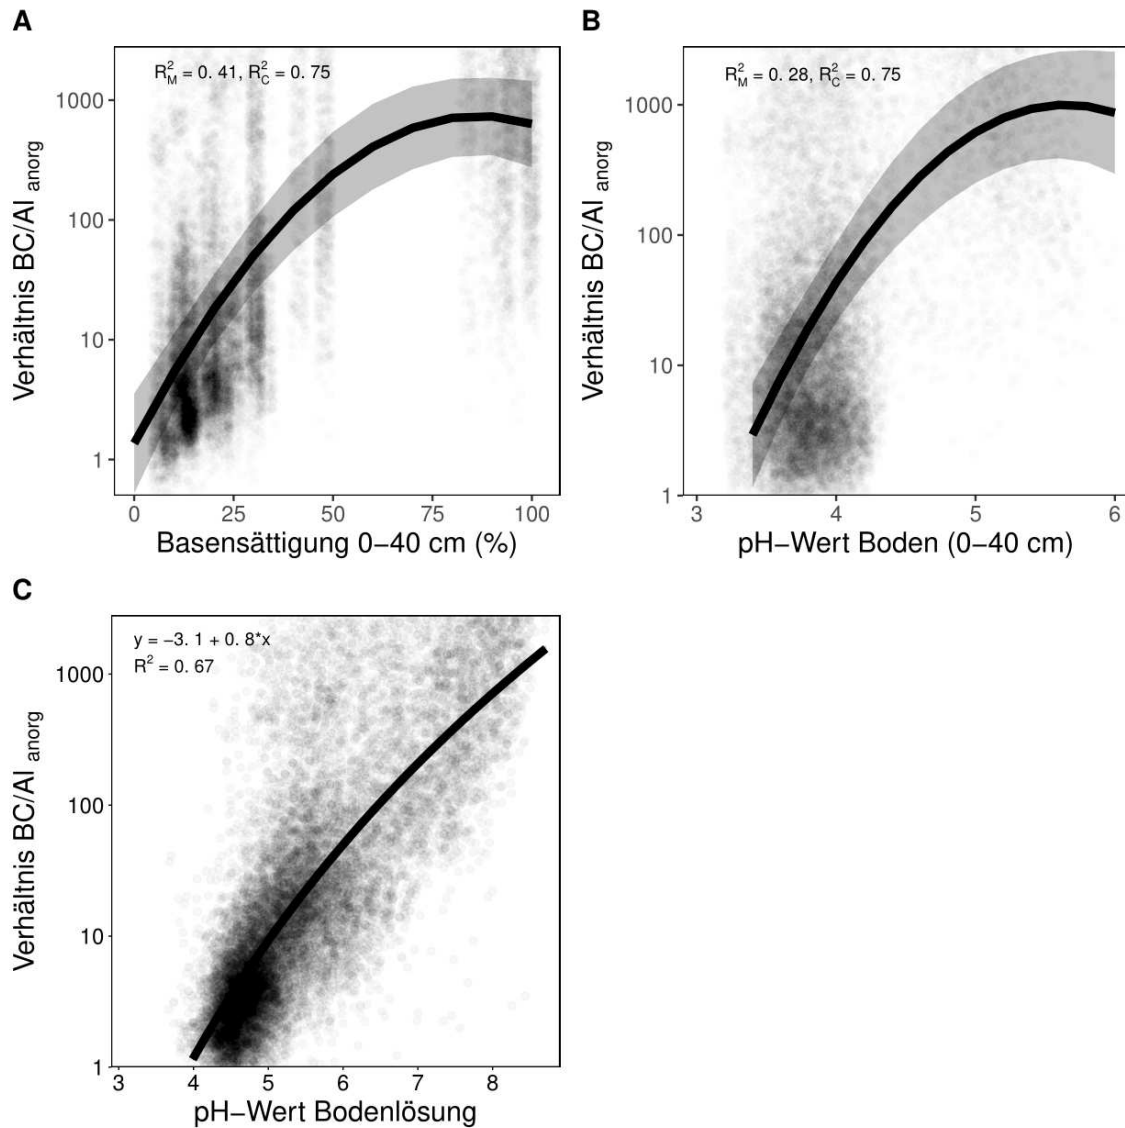 A
R²M = 0. 41, R²C = 0. 75
1000
100
10
1
Verhältnis BC/Al anorg
0 25 50 75 100
Basensättigung 0−40 cm (%)
B
R²M = 0. 28, R²C = 0. 75
1000
100
10
1
Verhältnis BC/Al anorg
3 4 5 6
pH−Wert Boden (0−40 cm)
C
y = −3. 1 + 0. 8*x
R² = 0. 67
1000
100
10
1
Verhältnis BC/Al anorg
3 4 5 6 7 8
pH−Wert Bodenlösung